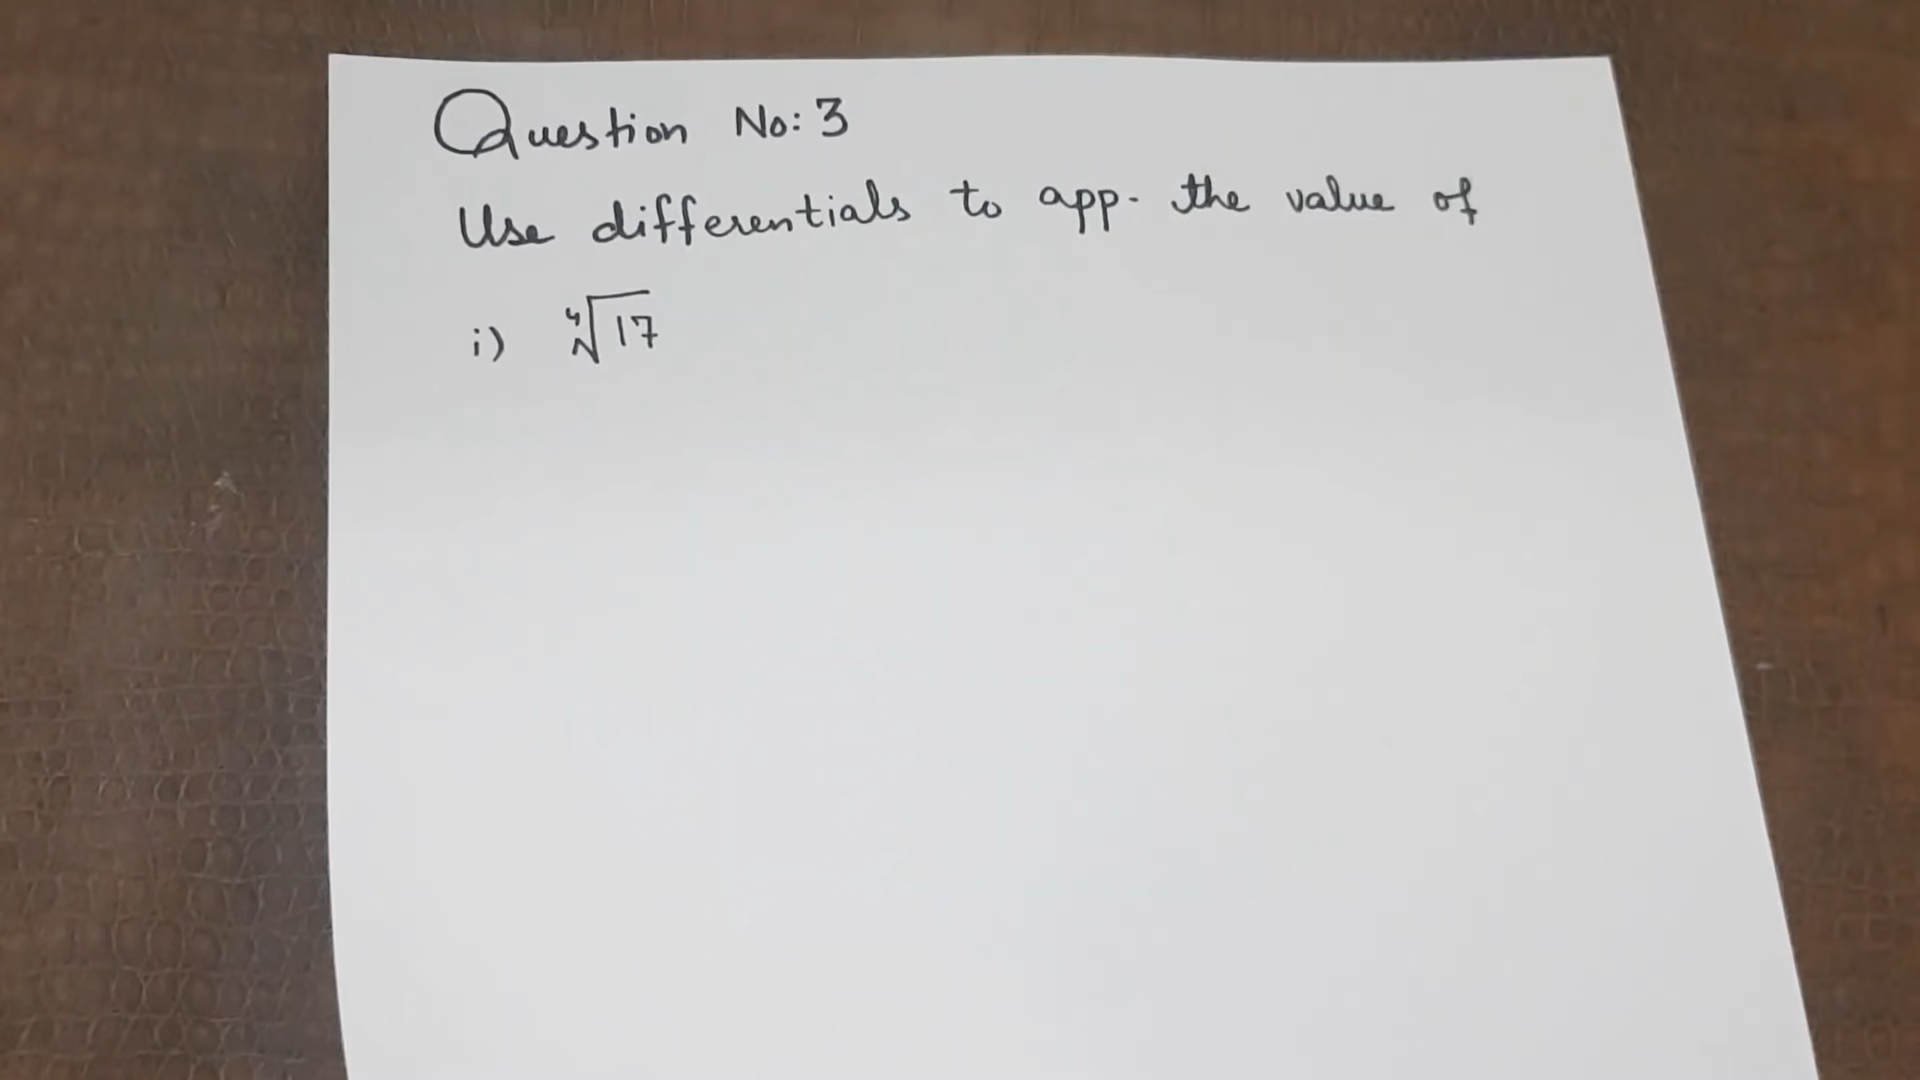 Question No: 3
Use differentials to app. the value of
i) ∜17